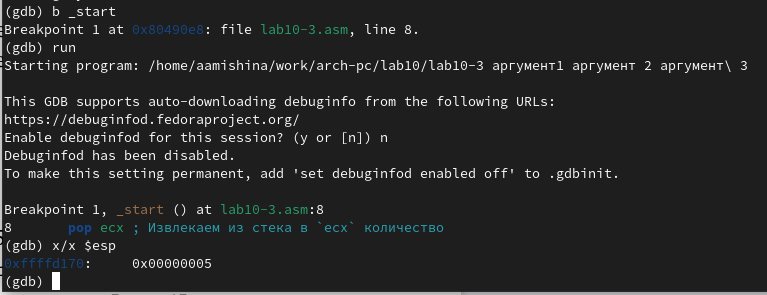 (gdb) b _start
Breakpoint 1 at 0x80490e8: file lab10-3.asm, line 8.
(gdb) run
Starting program: /home/aamishina/work/arch-pc/lab10/lab10-3 аргумент1 аргумент 2 аргумент\ 3

This GDB supports auto-downloading debuginfo from the following URLs:
https://debuginfod.fedoraproject.org/
Enable debuginfod for this session? (y or [n]) n
Debuginfod has been disabled.
To make this setting permanent, add 'set debuginfod enabled off' to .gdbinit.

Breakpoint 1, _start () at lab10-3.asm:8
8       pop ecx ; Извлекаем из стека в `ecx` количество
(gdb) x/x $esp
0xffffd170:     0x00000005
(gdb)